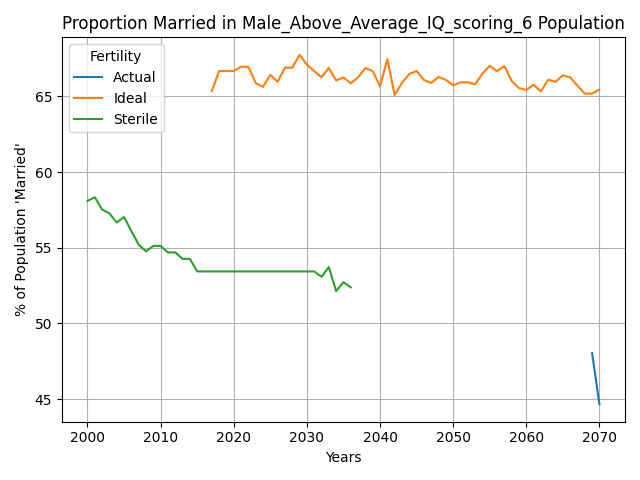 Proportion Married in Male_Above_Average_IQ_scoring_6 Population
Fertility
Actual
Ideal
Sterile
% of Population 'Married'
65
60
55
50
45
2000 2010 2020 2030 2040 2050 2060 2070
Years